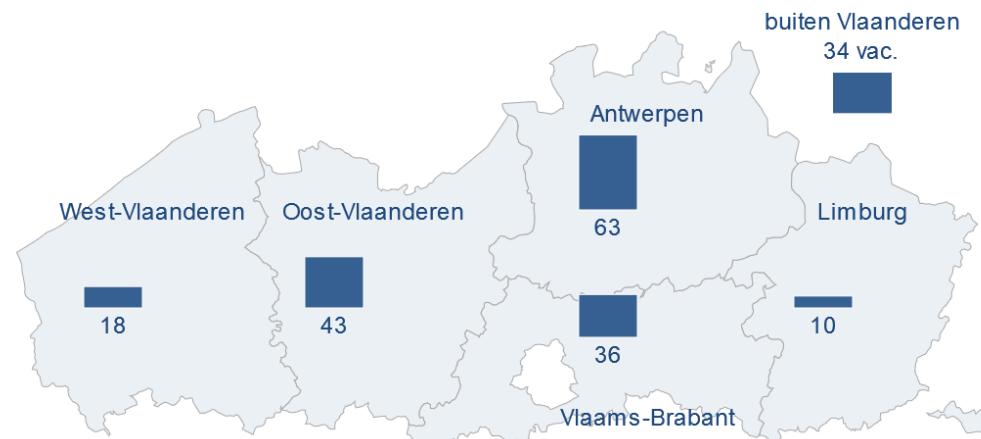 buiten Vlaanderen
34 vac.
Antwerpen
63
West-Vlaanderen
18
Oost-Vlaanderen
43
Limburg
10
36
Vlaams-Brabant